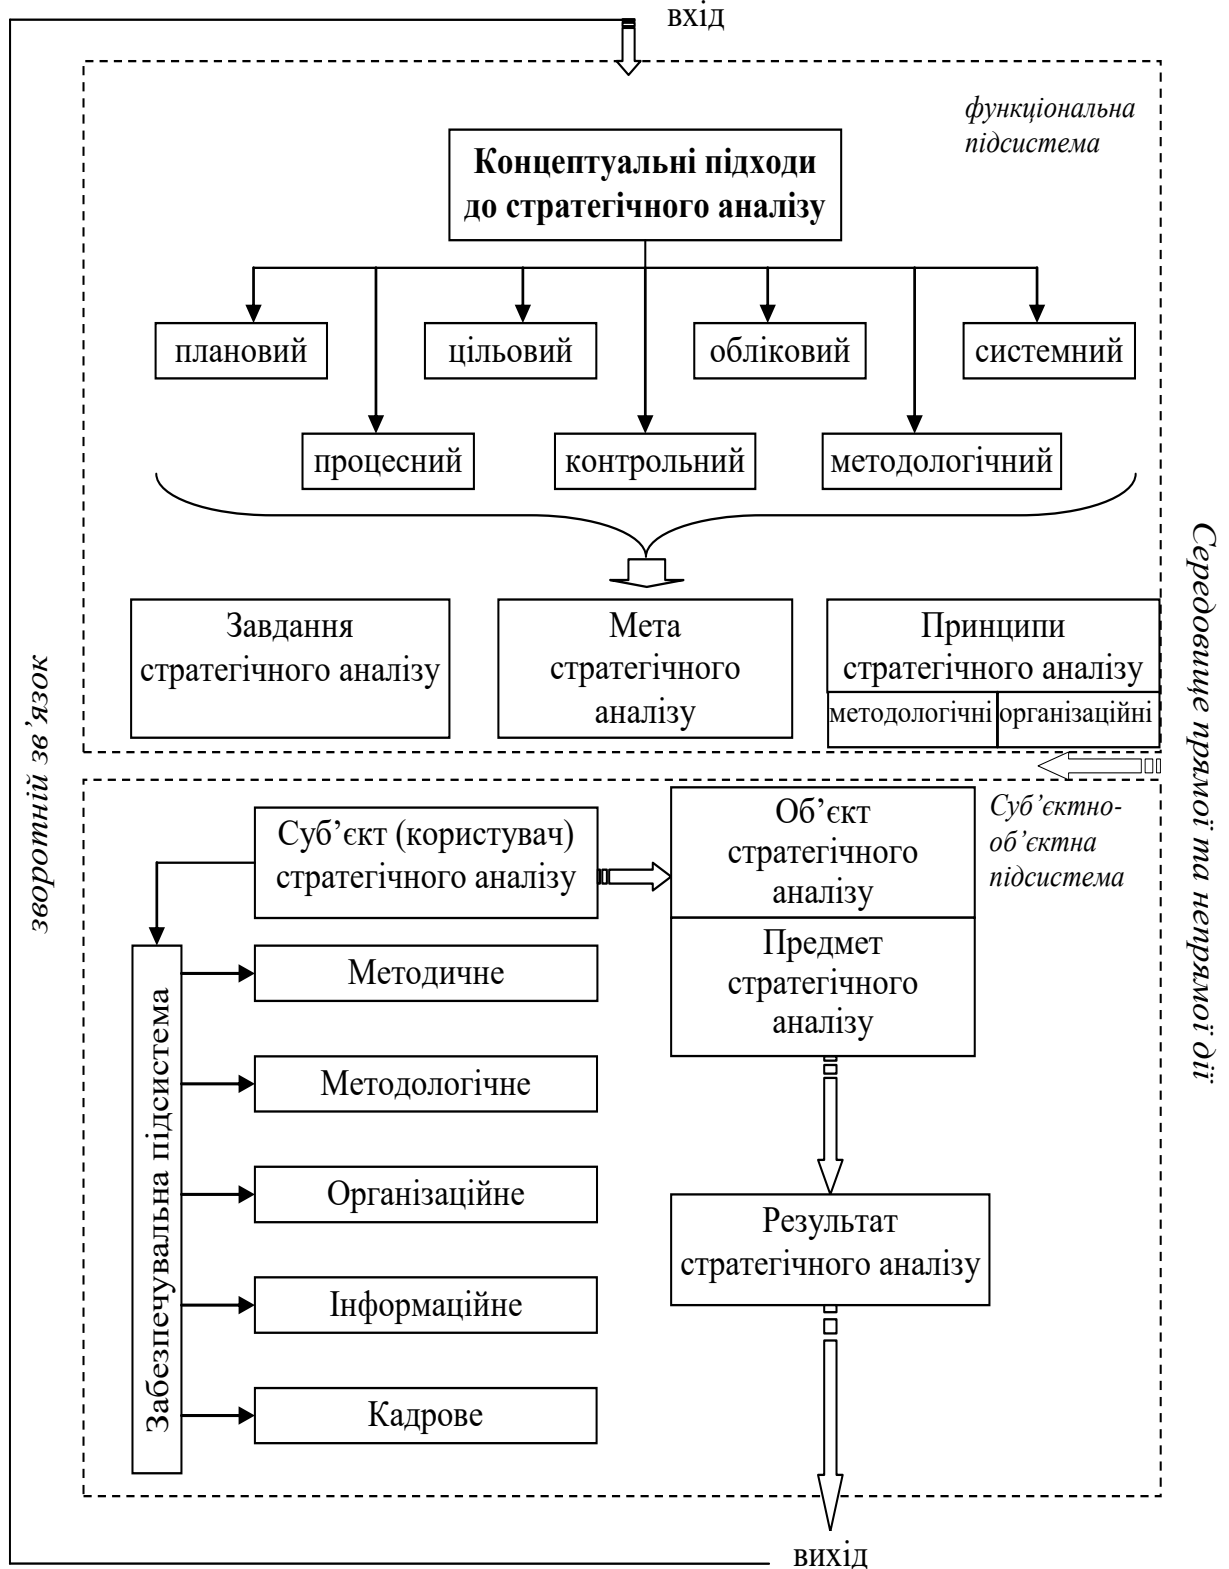 вхід
функціональна
підсистема
Концептуальні підходи
до стратегічного аналізу
плановий
цільовий
обліковий
системний
процесний
контрольний
методологічний
Завдання
стратегічного аналізу
Мета
стратегічного
аналізу
Принципи
стратегічного аналізу
методологічні
організаційні
зворотній зв’язок
Середовище прямої та непрямої дії
Суб’єктно-
об’єктна
підсистема
Суб’єкт (користувач)
стратегічного аналізу
Об’єкт
стратегічного
аналізу
Предмет
стратегічного
аналізу
Забезпечувальна підсистема
Методичне
Методологічне
Організаційне
Інформаційне
Кадрове
Результат
стратегічного аналізу
вихід